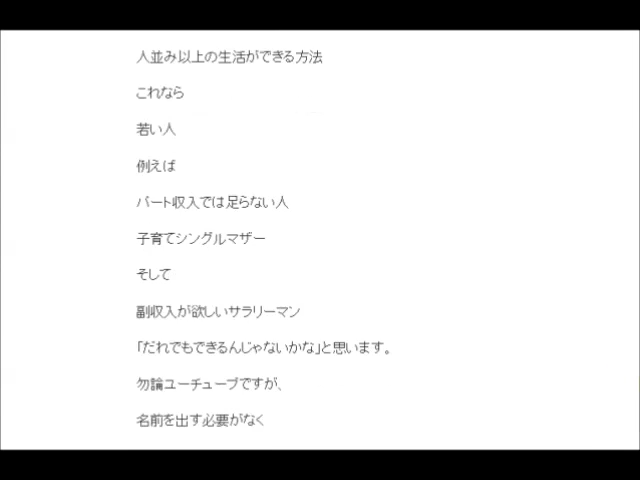 人並み以上の生活ができる方法
これなら
若い人
例えば
パート収入では足らない人
子育てシングルマザー
そして
副収入が欲しいサラリーマン
「だれでもできるんじゃないかな」と思います。
勿論ユーチューブですが、
名前を出す必要がなく